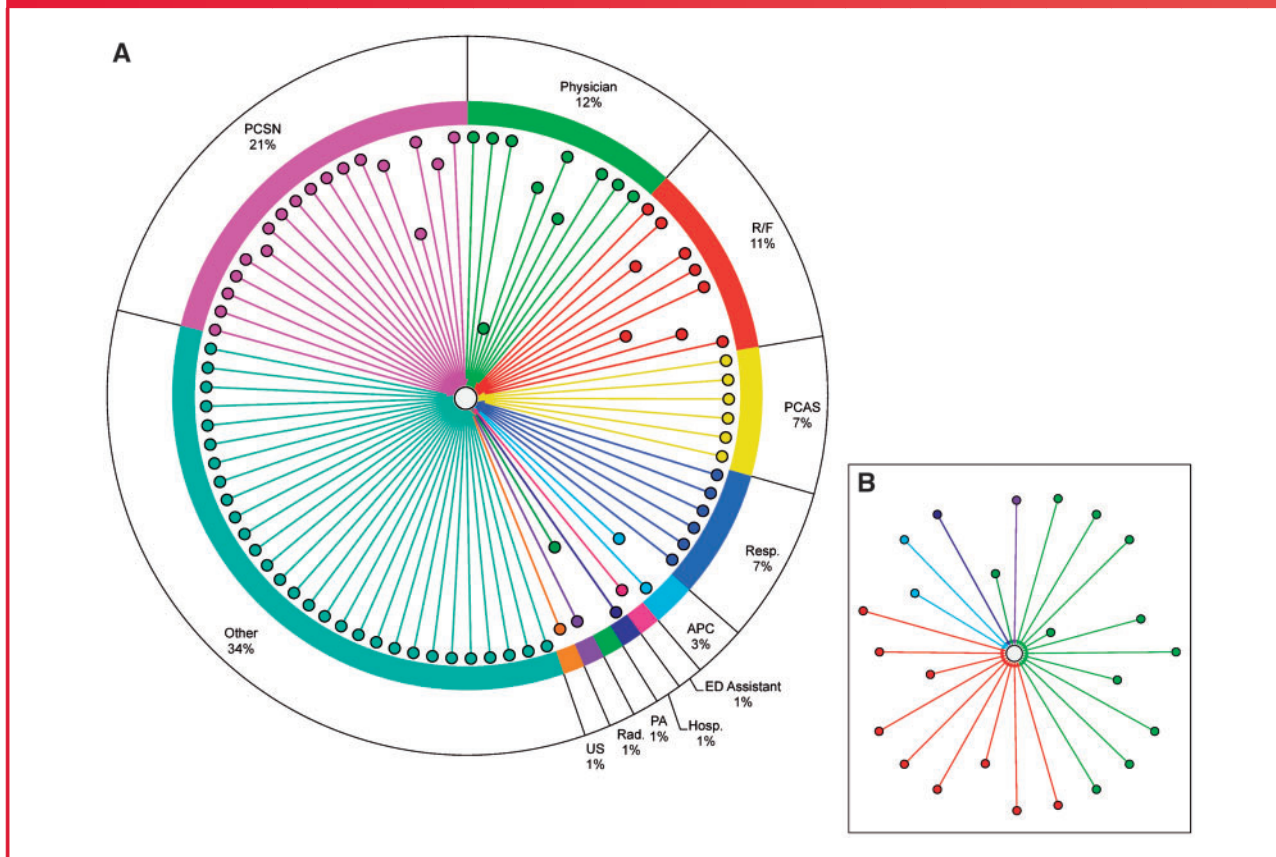 A
Physician
12%
PCSN
21%
R/F
11%
PCAS
7%
B
Resp.
7%
Other
34%
APC
3%
ED Assistant
1%
PA
1%
Hosp.
1%
Rad.
1%
US
1%